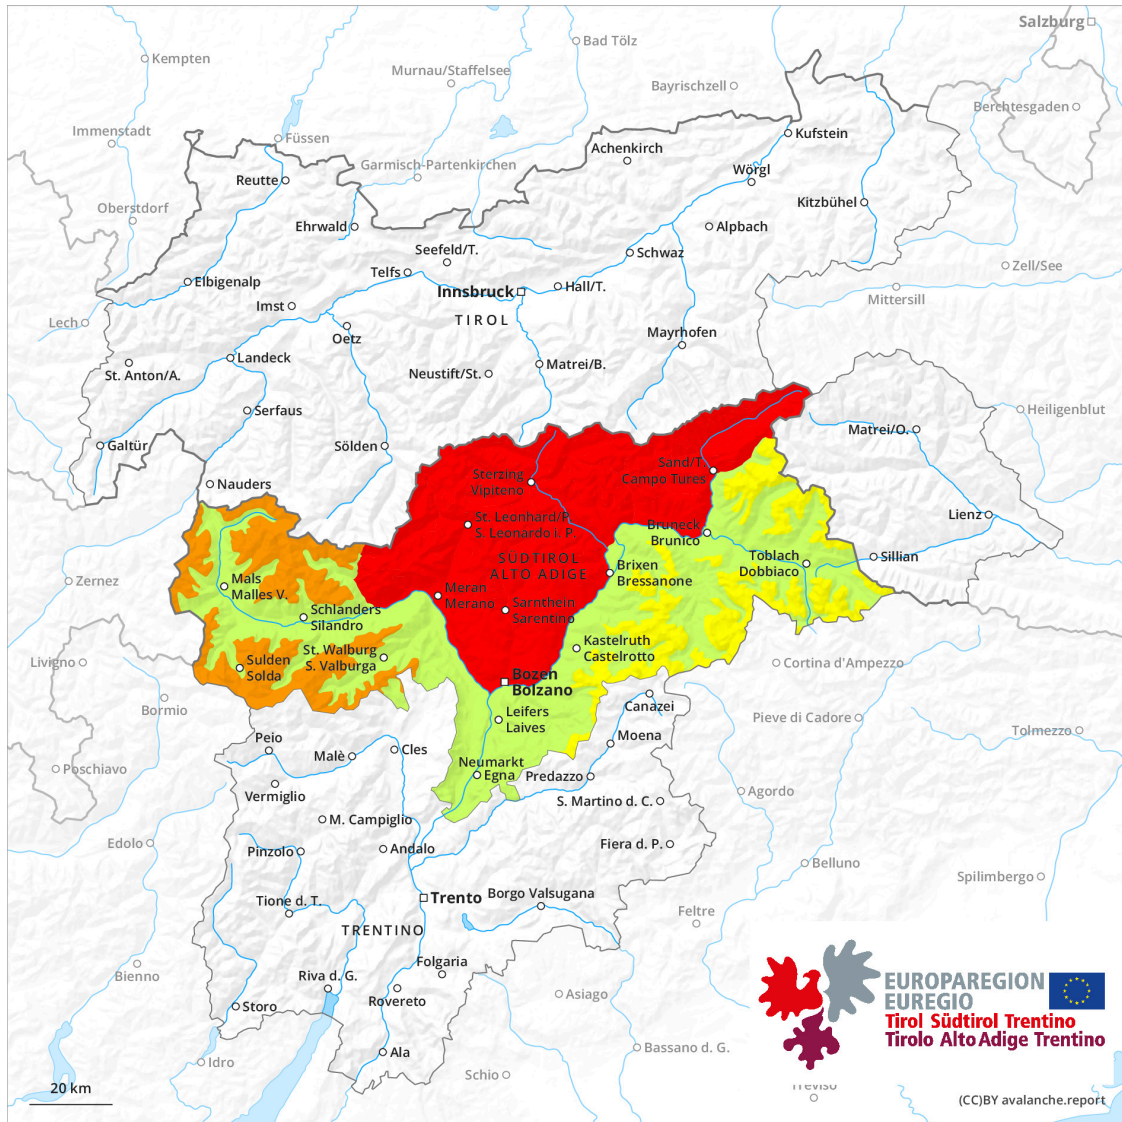 Salzburg
Bad Tölz
Kempten
Murnau/Staffelsee
Bayrischzell
Berchtesgaden
Immenstadt
Füssen
Kufstein
Achenkirch
Garmisch-Partenkirchen
Wörgl
Reutte
Oberstdorf
Kitzbühel
Ehrwald
Alpbach
Seefeld/T.
Schwaz
Zell/See
Telfs
Elbigenalp
Hall/T.
Innsbruck
Mittersill
Imst
TIROL
Lech
Oetz
Mayrhofen
Landeck
Matrei/B.
St. Anton/A.
Neustift/St.
Serfaus
Heiligenblut
Matrei/O.
Galtür
Sölden
Sterzing
Vipiteno
Sand/T.
Campo Tures
Nauders
St. Leonhard/P.
S. Leonardo i. P.
Lienz
Bruneck
Brunico
SÜDTIROL
ALTO ADIGE
Toblach
Dobbiaco
Sillian
Brixen
Bressanone
Zernez
Mals
Malles V.
Meran
Merano
Sarnthein
Sarentino
Schlanders
Silandro
Kastelruth
Castelrotto
St. Walburg
S. Valburga
Livigno
Sulden
Solda
Cortina d'Ampezzo
Bozen
Bolzano
Bormio
Canazei
Leifers
Laives
Pieve di Cadore
Tolmezzo
Peio
Moena
Malè
Cles
Poschiavo
Neumarkt
Egna
Predazzo
Vermiglio
Agordo
S. Martino d. C.
M. Campiglio
Edolo
Pinzolo
Andalo
Fiera d. P.
Belluno
Spilimbergo
Trento
Borgo Valsugana
Tione d. T.
Feltre
TRENTINO
Folgaria
Bienno
Riva d. G.
Rovereto
Asiago
Storo
EUROPAREGION
EUREGIO
Tirol Südtirol Trentino
Tirolo Alto Adige Trentino
Ala
Idro
Bassano d. G.
Schio
Treviso
20 km
(CC)BY avalanche.report